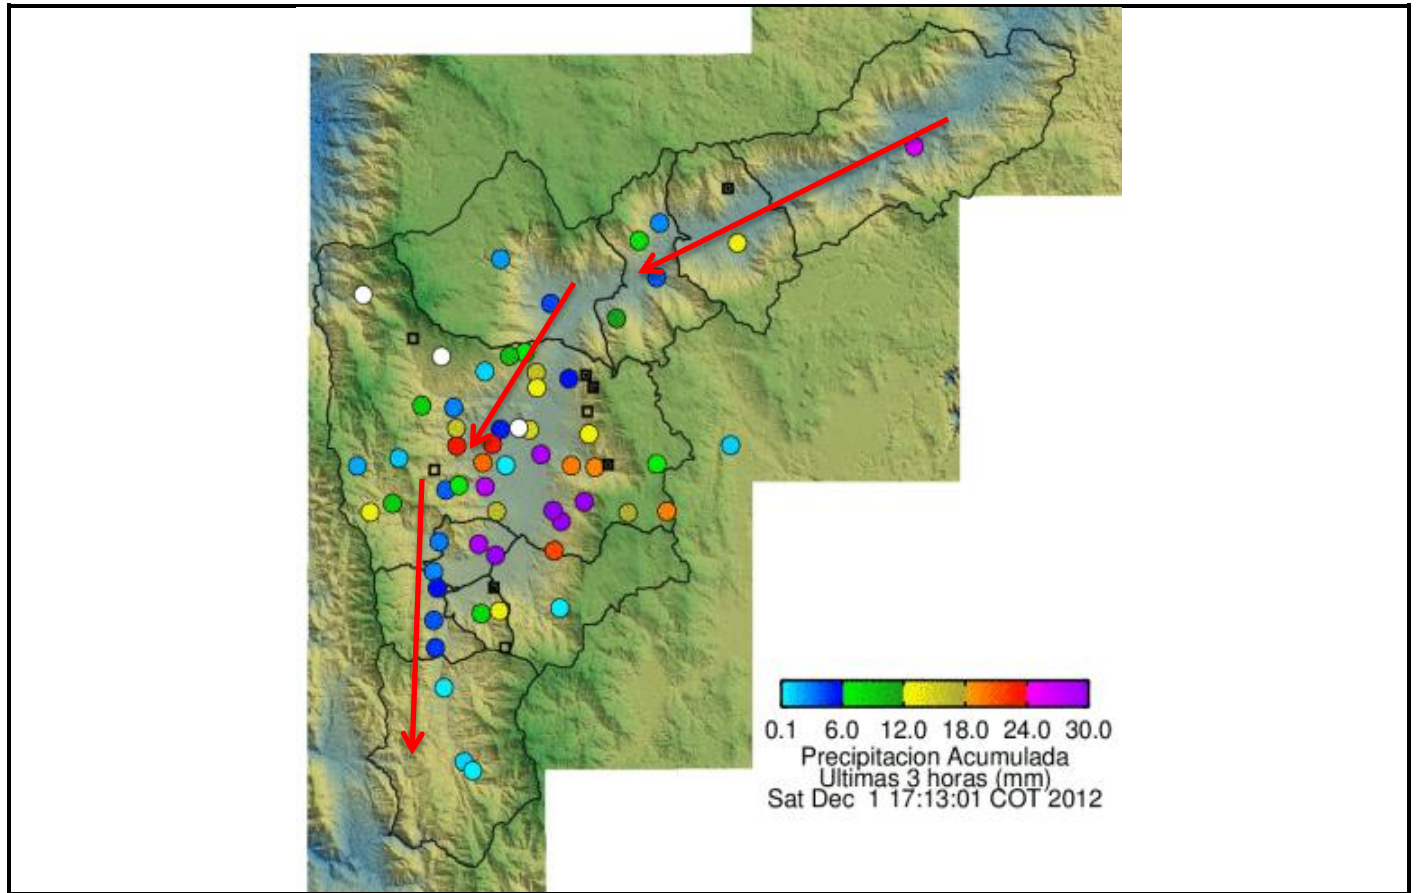 0.1 6.0 12.0 18.0 24.0 30.0
Precipitacion Acumulada
Ultimas 3 horas (mm)
Sat Dec 1 17:13:01 COT 2012